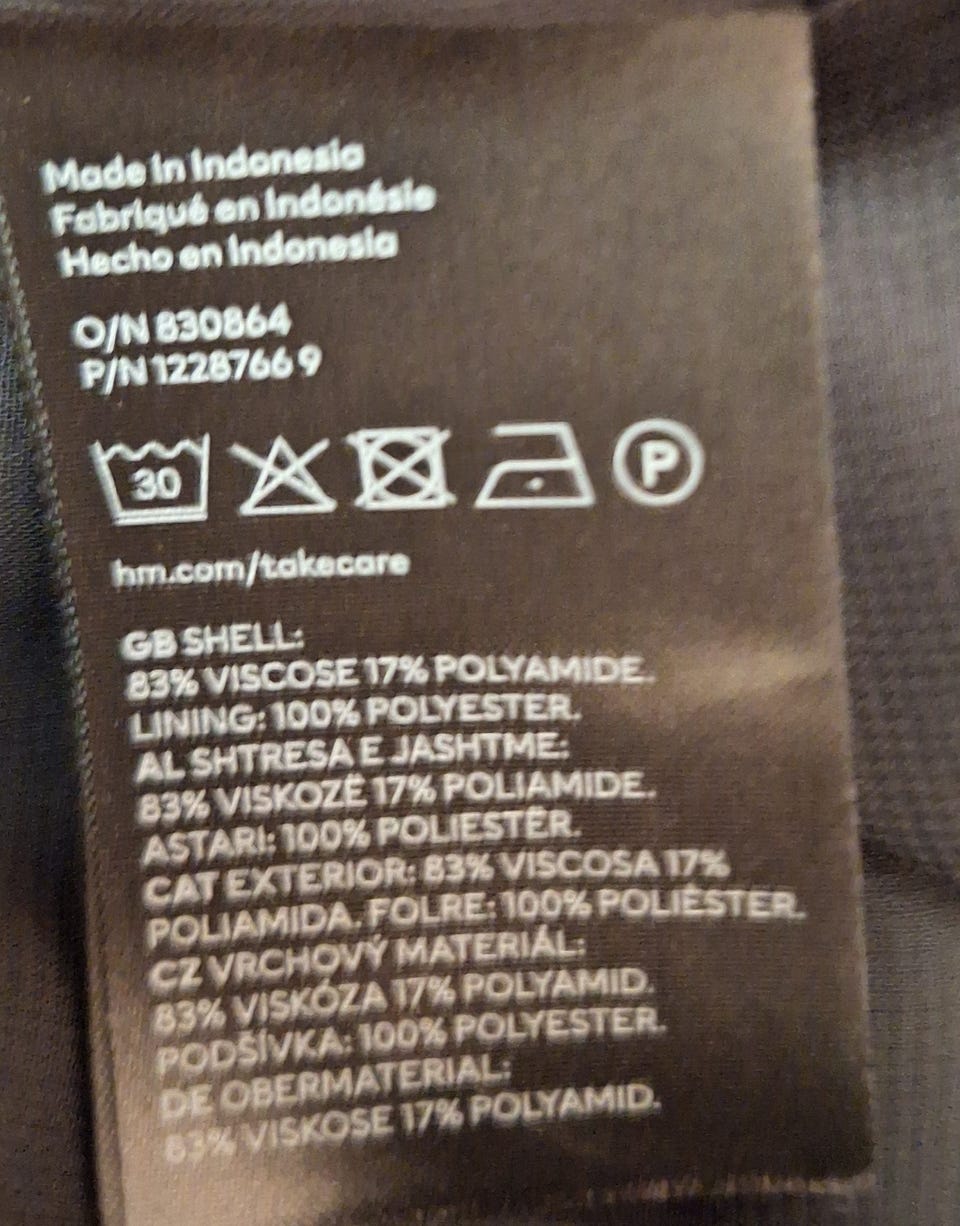 Made in Indonesia
Fabriqué en Indonésie
Hecho en Indonesia
O/N 830864
P/N 1228766 9
30 P
hm.com/takecare
GB SHELL:
83% VISCOSE 17% POLYAMIDE.
LINING: 100% POLYESTER.
AL SHTRESA E JASHTME:
83% VISKOZË 17% POLIAMIDE.
ASTARI: 100% POLIESTËR.
CAT EXTERIOR: 83% VISCOSA 17%
POLIAMIDA. FOLRE: 100% POLIÈSTER.
CZ VRCHOVÝ MATERIÁL:
83% VISKÓZA 17% POLYAMID.
PODŠÍVKA: 100% POLYESTER.
DE OBERMATERIAL:
83% VISKOSE 17% POLYAMID.